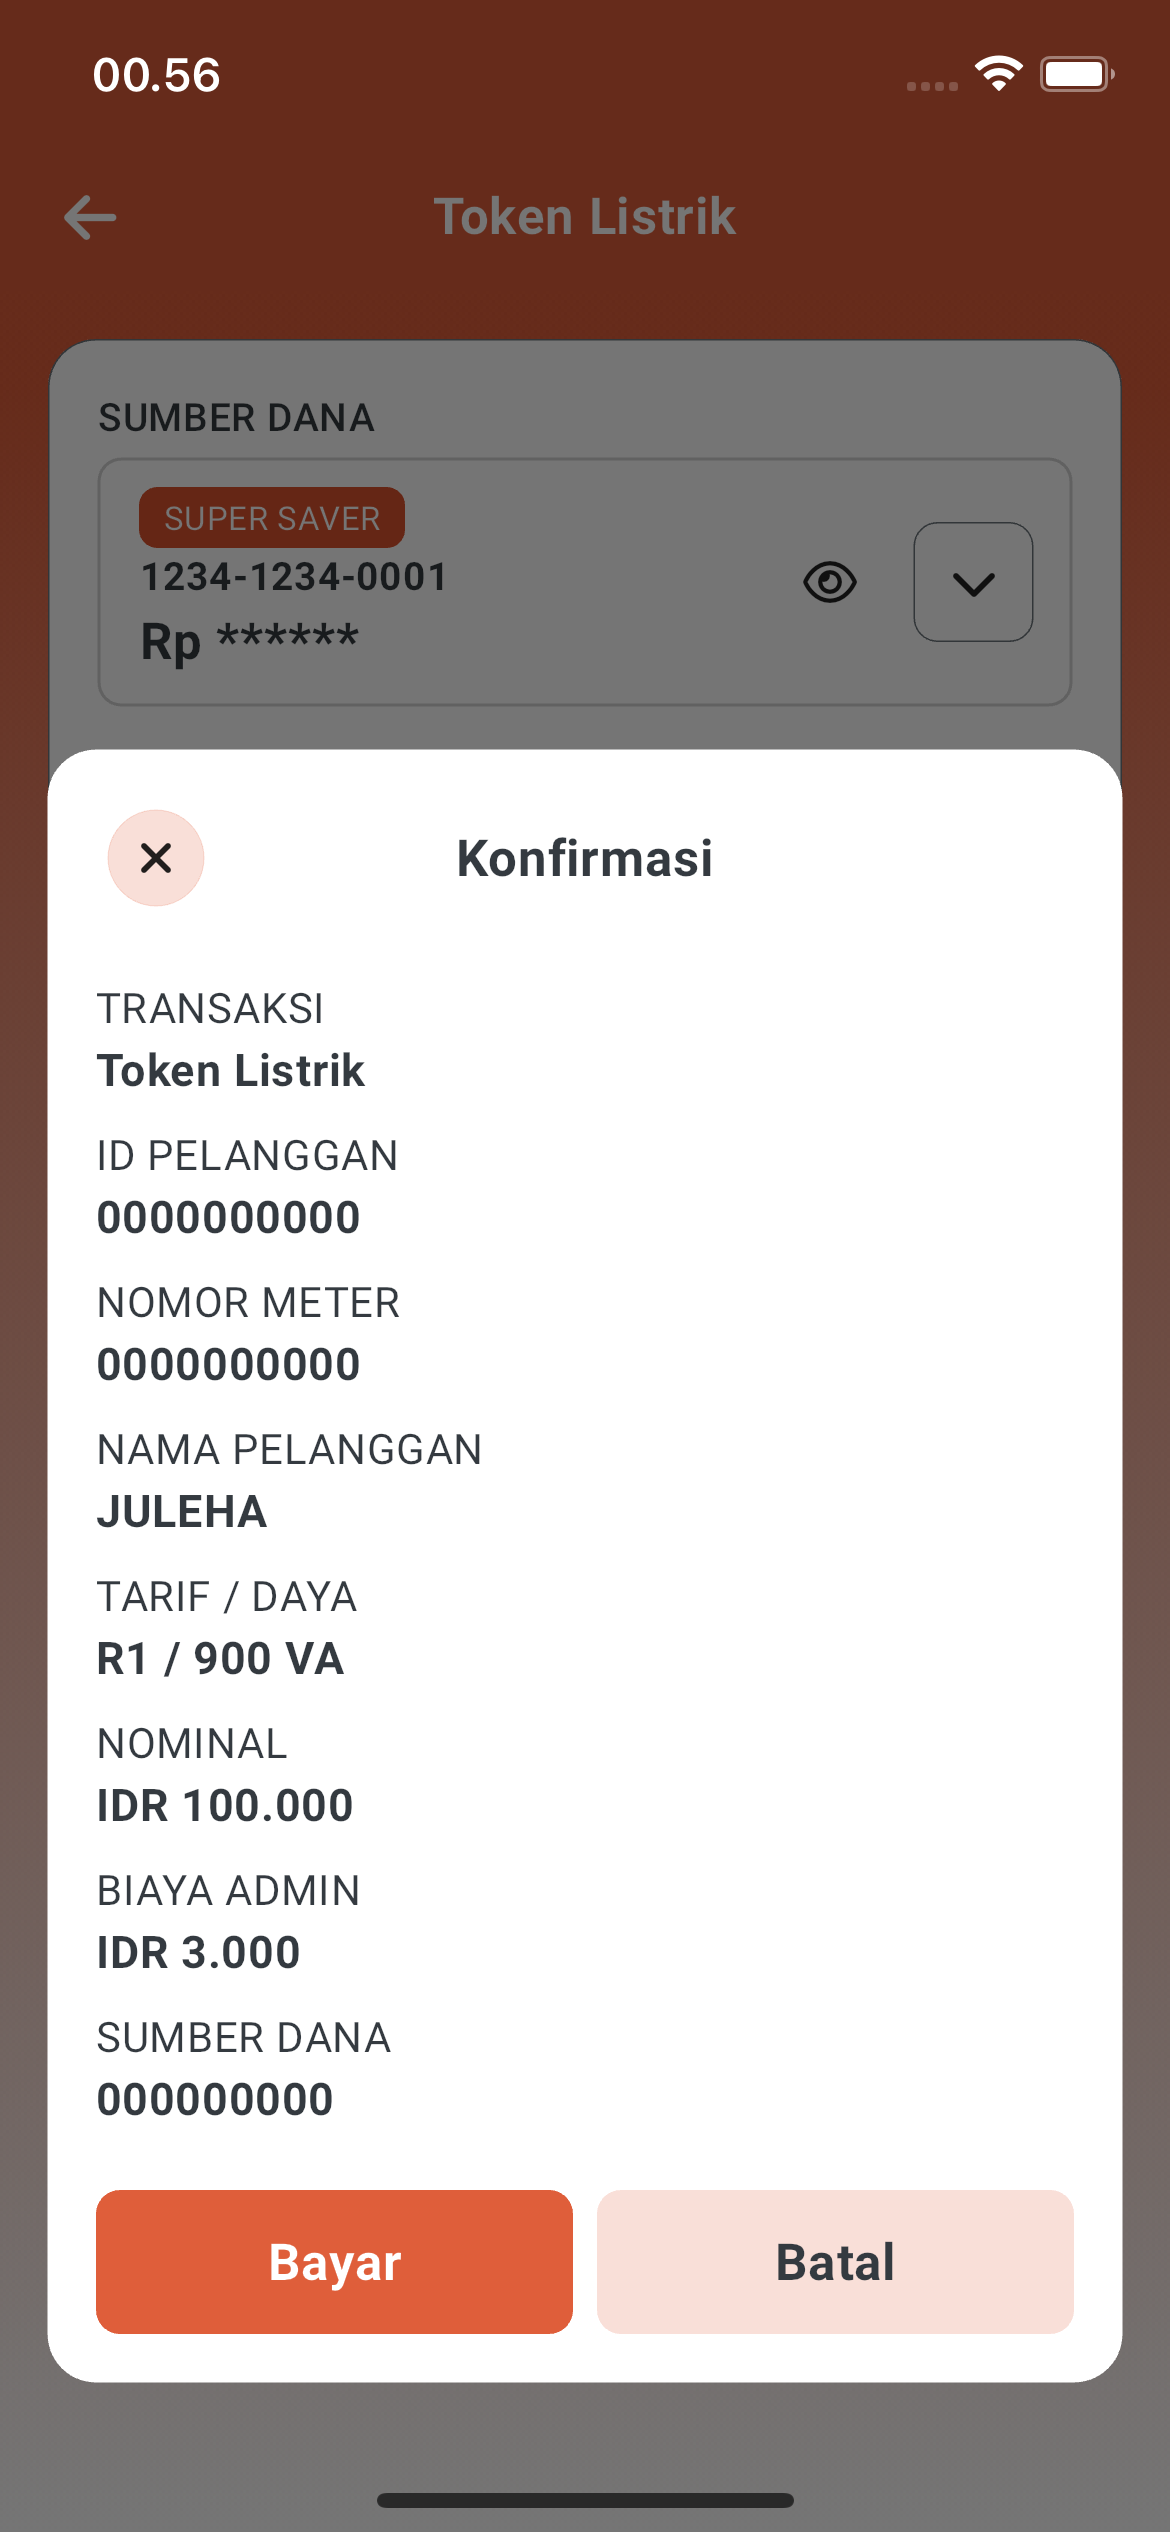 00.56
Token Listrik
SUMBER DANA
SUPER SAVER
1234-1234-0001
Rp ******
Konfirmasi
TRANSAKSI
Token Listrik
ID PELANGGAN
0000000000
NOMOR METER
0000000000
NAMA PELANGGAN
JULEHA
TARIF / DAYA
R1 / 900 VA
NOMINAL
IDR 100.000
BIAYA ADMIN
IDR 3.000
SUMBER DANA
000000000
Bayar
Batal